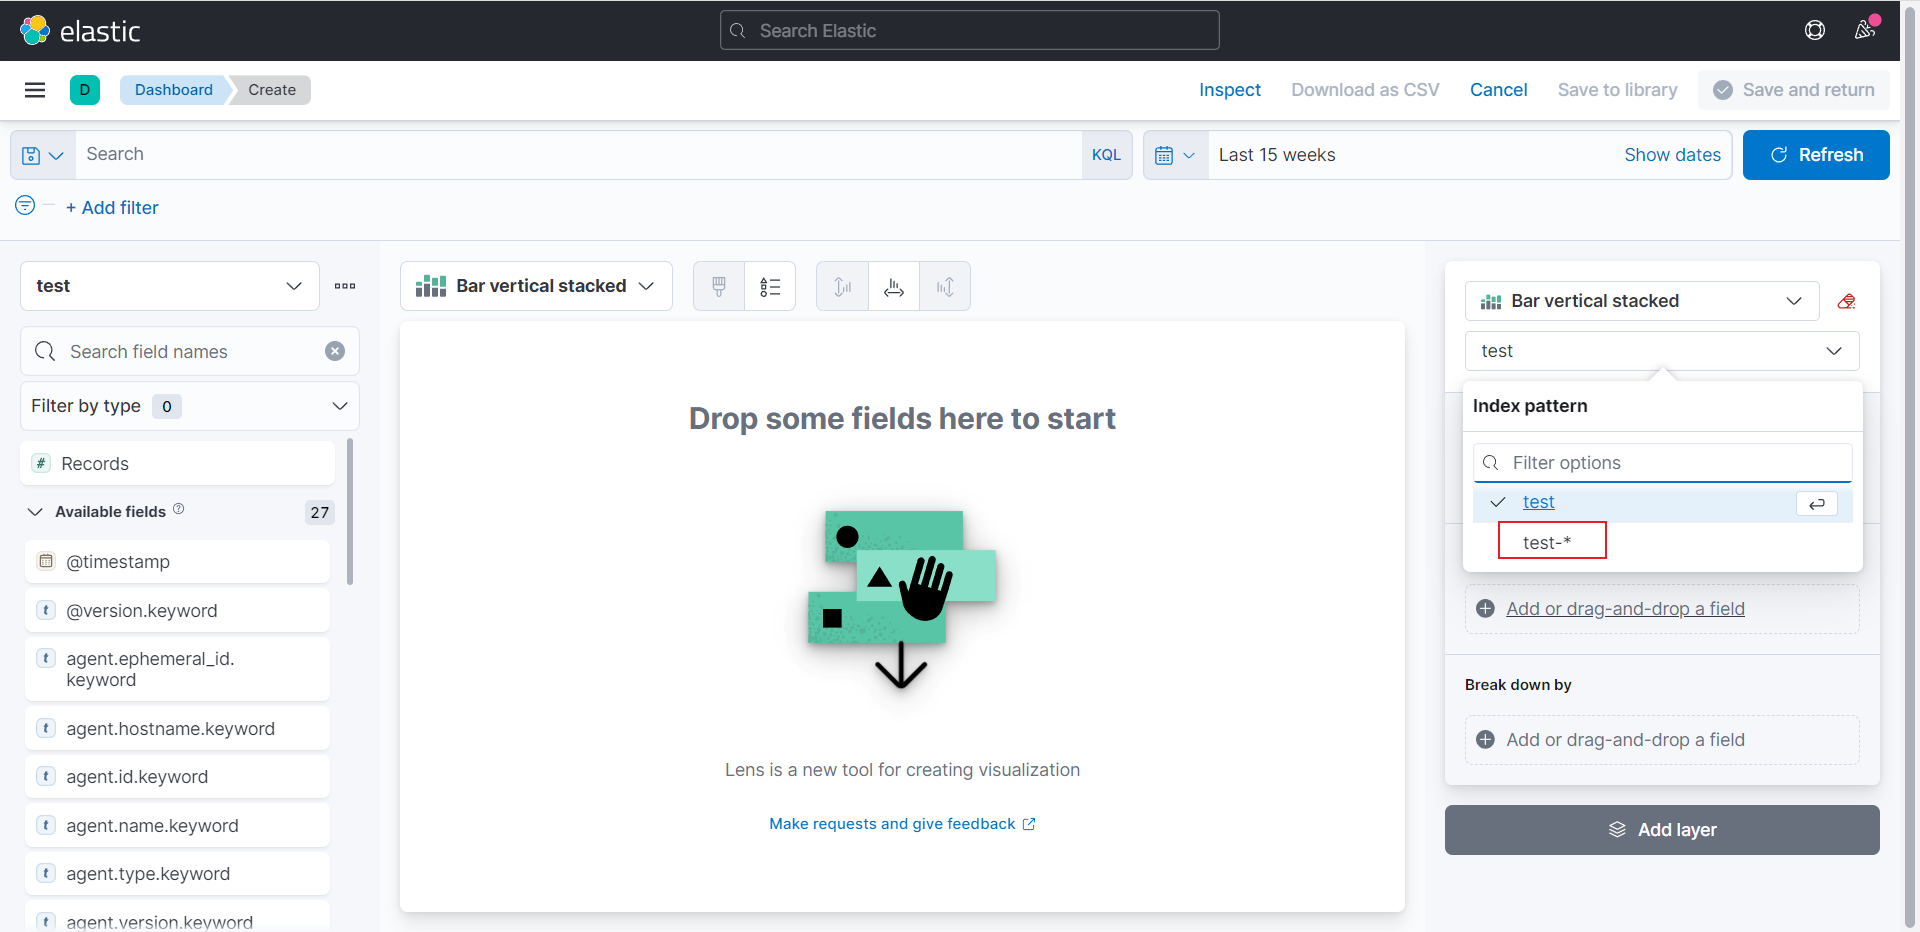 elastic
Search Elastic
D
Dashboard
Create
Inspect
Download as CSV
Cancel
Save to library
Save and return
Search
KQL
Last 15 weeks
Show dates
Refresh
+ Add filter
test
Bar vertical stacked
Bar vertical stacked
test
Search field names
Filter by type 0
# Records
Available fields ? 27
@timestamp
t @version.keyword
t agent.ephemeral_id.
keyword
t agent.hostname.keyword
t agent.id.keyword
t agent.name.keyword
t agent.type.keyword
t agent.version.keyword
Drop some fields here to start
Lens is a new tool for creating visualization
Make requests and give feedback
Index pattern
Filter options
test
test-*
Add or drag-and-drop a field
Break down by
Add or drag-and-drop a field
Add layer